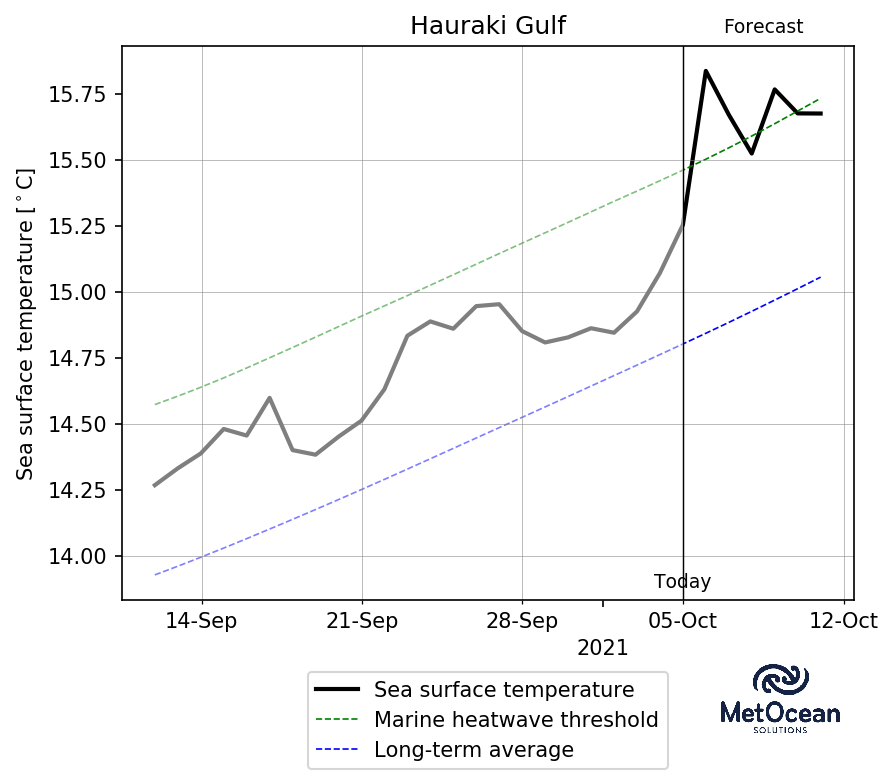 Hauraki Gulf
Forecast
Sea surface temperature [°C]
15.75
15.50
15.25
15.00
14.75
14.50
14.25
14.00
Today
14-Sep 21-Sep 28-Sep 05-Oct 12-Oct
2021
Sea surface temperature
Marine heatwave threshold
Long-term average
MetOcean
SOLUTIONS